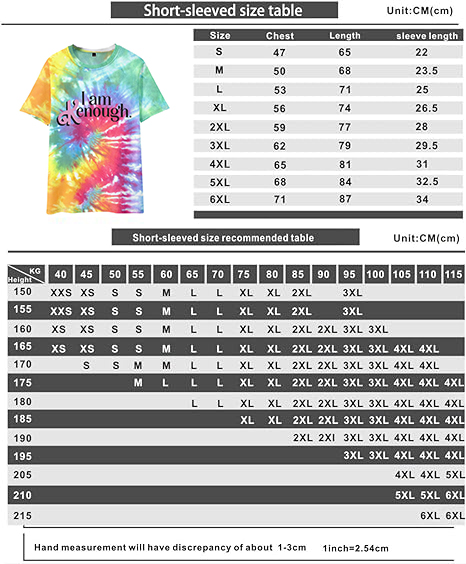 Short-sleeved size table Unit:CM(cm)
Size Chest Length sleeve length
S 47 65 22
M 50 68 23.5
L 53 71 25
XL 56 74 26.5
2XL 59 77 28
3XL 62 79 29.5
4XL 65 81 31
5XL 68 84 32.5
6XL 71 87 34
I am
enough.
Short-sleeved size recommended table Unit:CM(cm)
KG
Height 40 45 50 55 60 65 70 75 80 85 90 95 100 105 110 115
150 XXS XS S S M L L XL XL 2XL 3XL
155 XXS XS S S M L L XL XL 2XL 3XL
160 XS XS S S M L L XL XL 2XL 2XL 3XL 3XL
165 XS XS S S M L L XL XL 2XL 2XL 3XL 3XL 4XL 4XL
170 S S M M L L XL XL 2XL 2XL 3XL 3XL 4XL 4XL
175 M L L L XL XL 2XL 2XL 3XL 3XL 4XL 4XL 4XL
180 L L XL XL 2XL 2XL 3XL 3XL 4XL 4XL 4XL
185 XL XL 2XL 2XL 3XL 3XL 4XL 4XL 4XL
190 2XL 2XI 3XL 3XL 4XL 4XL 4XL
195 3XL 3XL 4XL 4XL 4XL
205 4XL 4XL 5XL
210 5XL 5XL 6XL
215 6XL 6XL
Hand measurement will have discrepancy of about 1-3cm 1inch=2.54cm